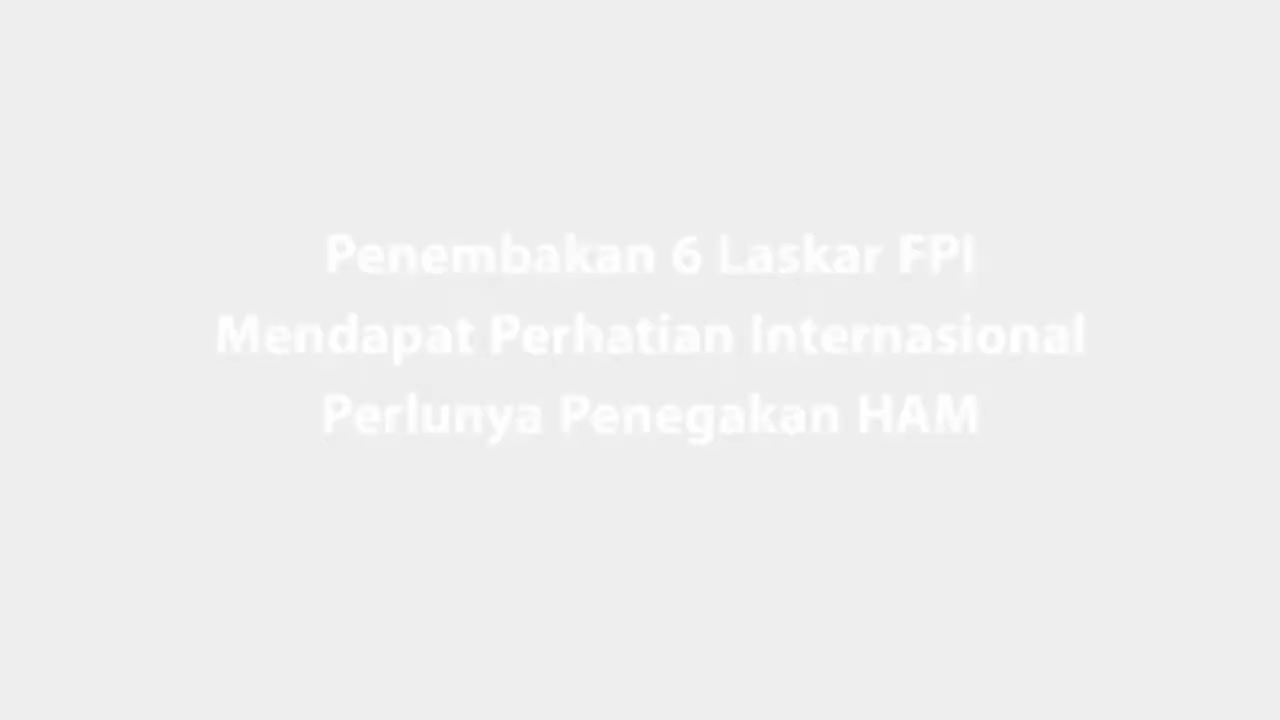 Penembakan 6 Laskar FPI
Mendapat Perhatian Internasional
Perlunya Penegakan HAM